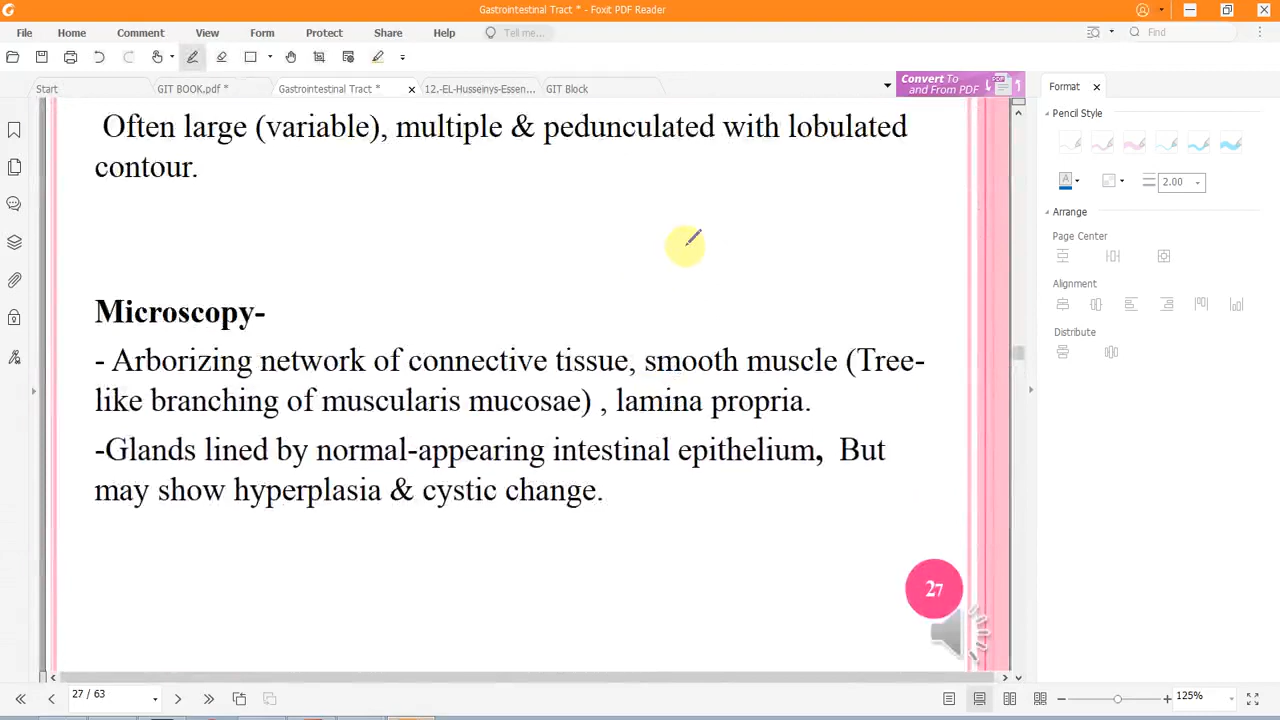 Gastrointestinal Tract * - Foxit PDF Reader
File Home Comment View Form Protect Share Help Tell me... Find
Start GIT BOOK.pdf * Gastrointestinal Tract * 12.-EL-Husseinys-Essen... GIT Block
Convert To
and From PDF
PDF
Format
Pencil Style
2.00
Arrange
Page Center
Alignment
Distribute
Often large (variable), multiple & pedunculated with lobulated
contour.
Microscopy-
- Arborizing network of connective tissue, smooth muscle (Tree-
like branching of muscularis mucosae) , lamina propria.
-Glands lined by normal-appearing intestinal epithelium, But
may show hyperplasia & cystic change.
27
27 / 63
125%